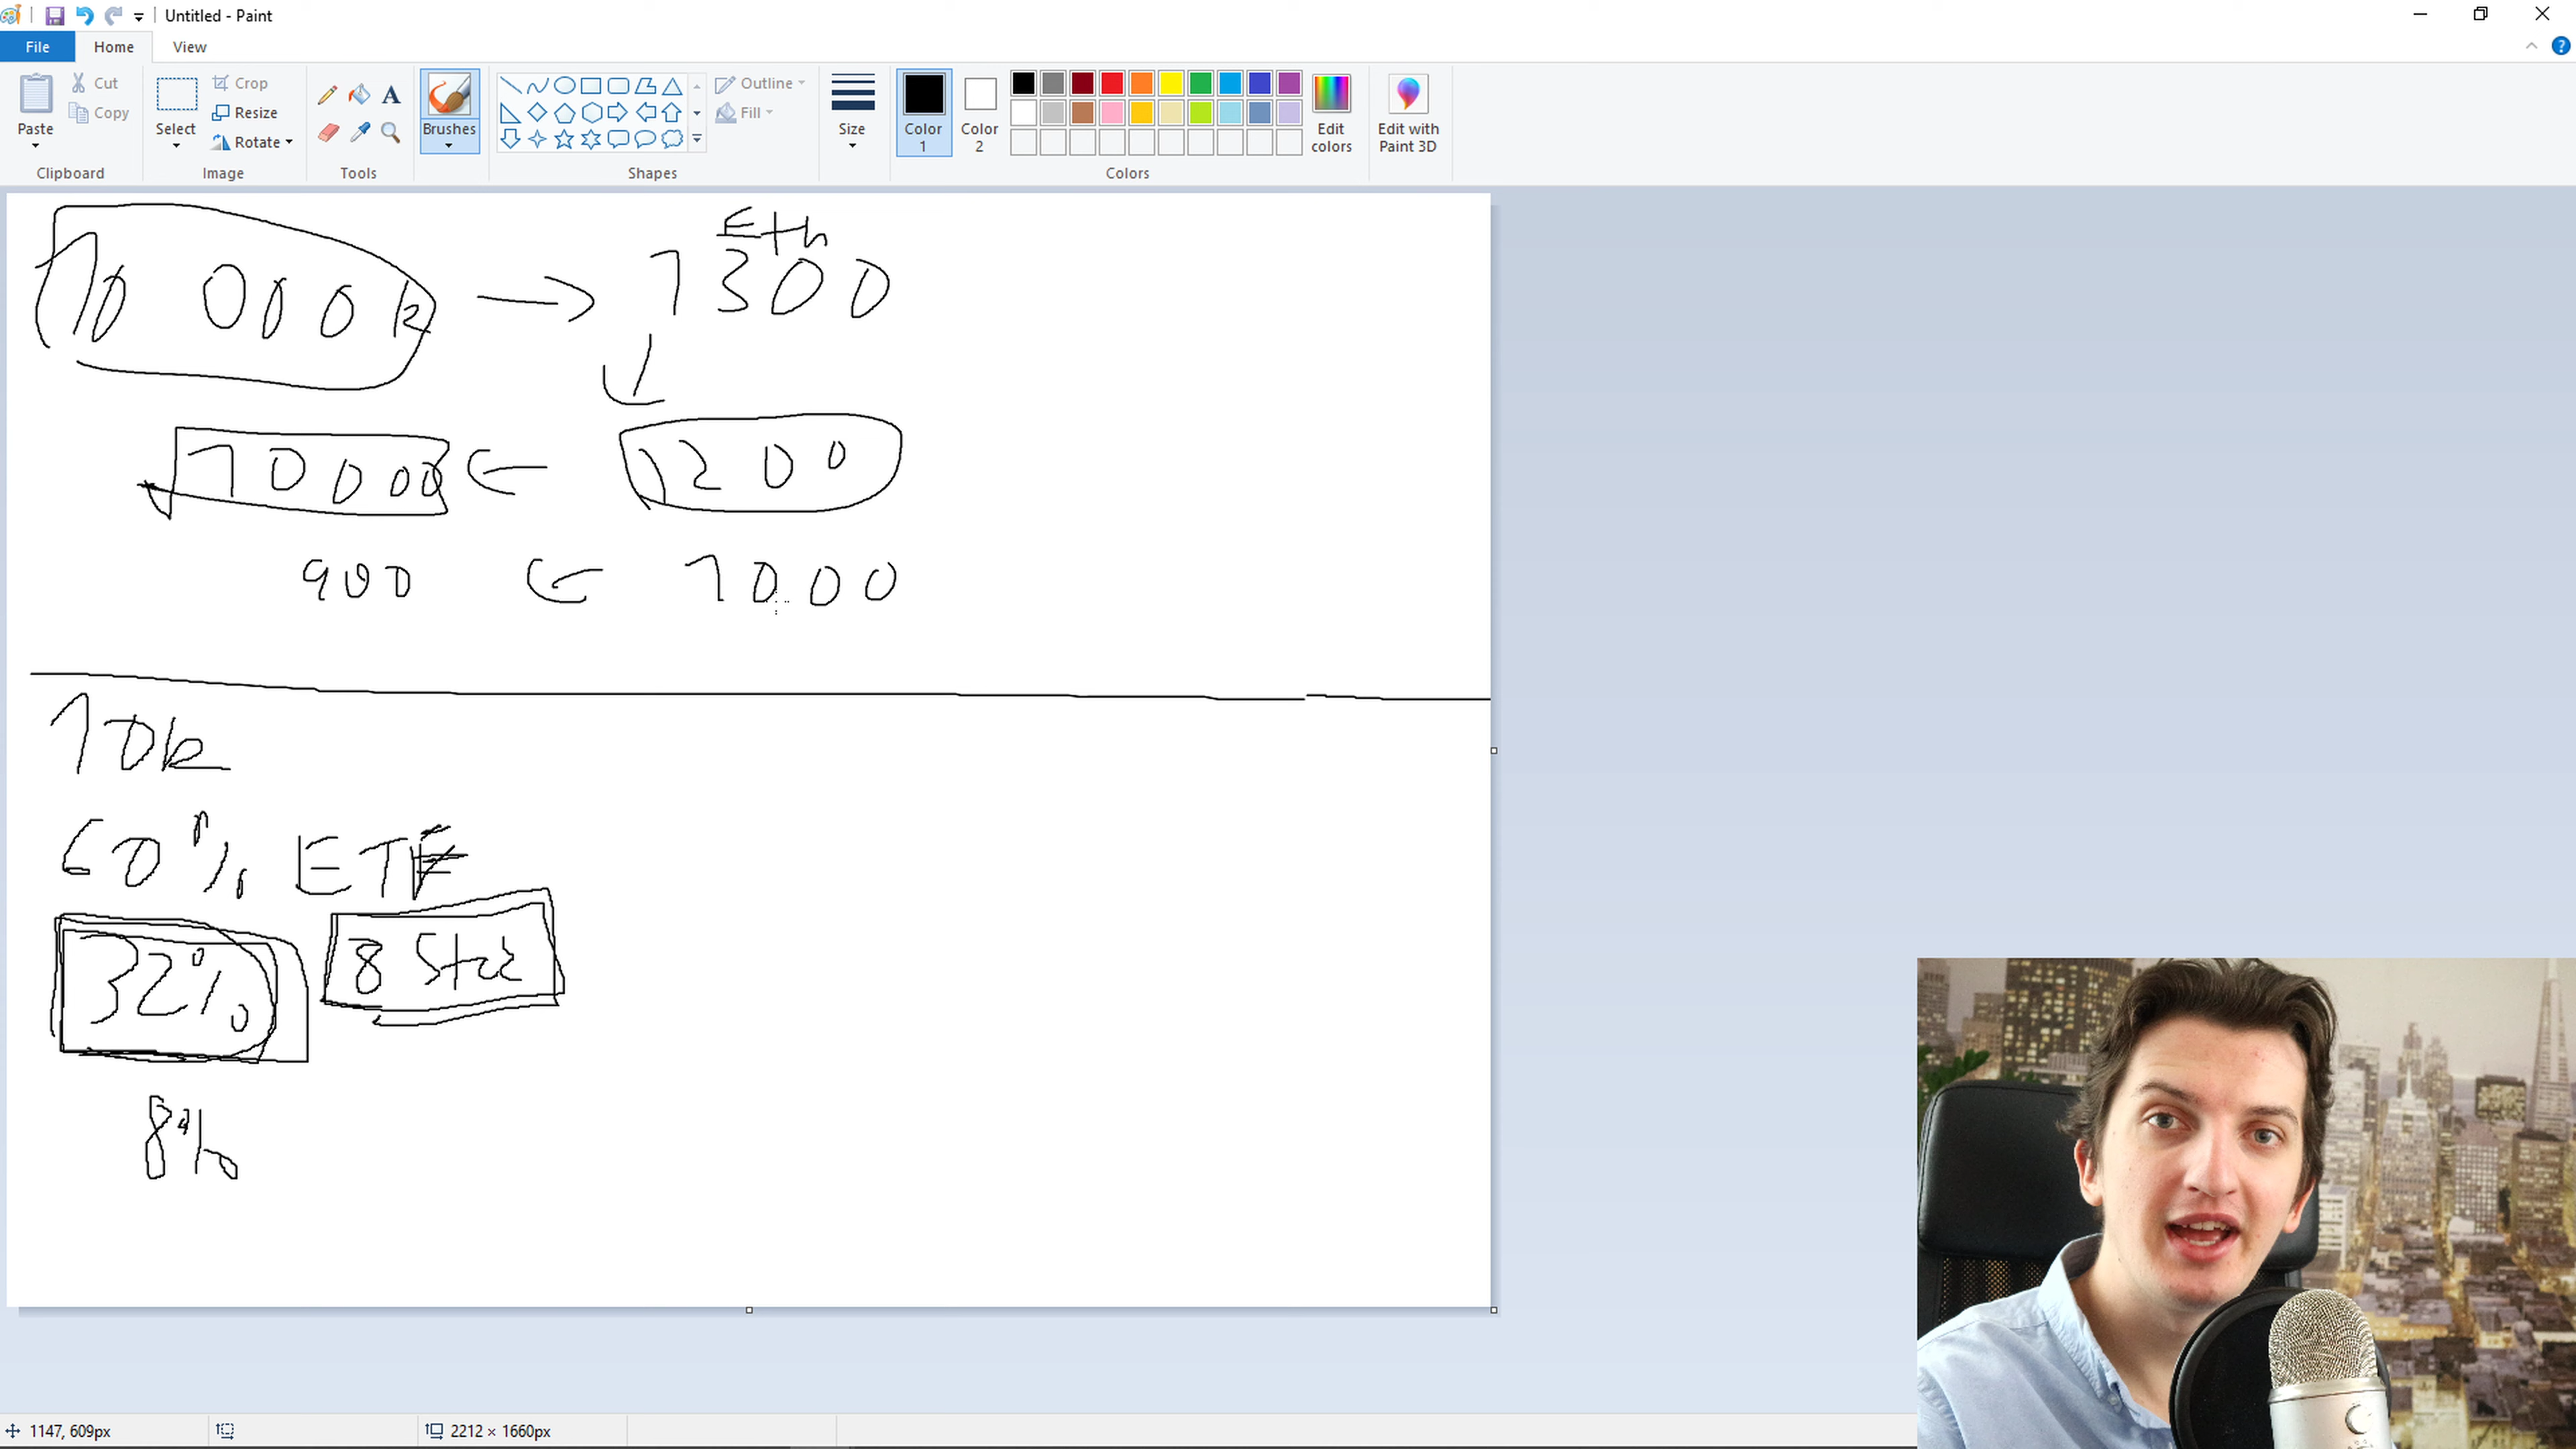 Untitled - Paint
File Home View
Paste Cut Copy Clipboard
Select Crop Resize Rotate Image
Tools
Brushes
Shapes
Outline
Fill
Size
Color 1
Color 2
Edit colors
Colors
Edit with Paint 3D
Eth
10 000k → 1300
10000 ← 1200
900 ← 1000
10k
60% ETF
32% 8 Stck
8%
1147, 609px
2212 × 1660px